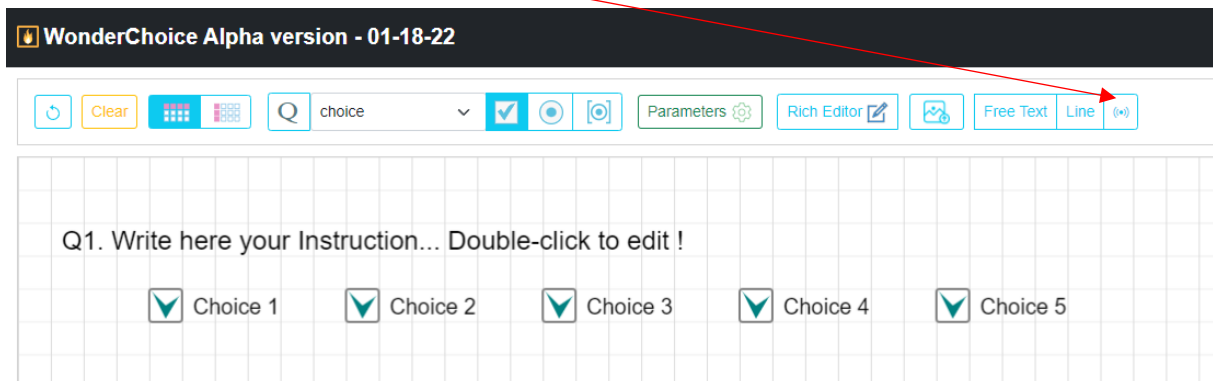 WonderChoice Alpha version - 01-18-22
Clear Q choice Parameters Rich Editor Free Text Line
Q1. Write here your Instruction... Double-click to edit !
Choice 1 Choice 2 Choice 3 Choice 4 Choice 5